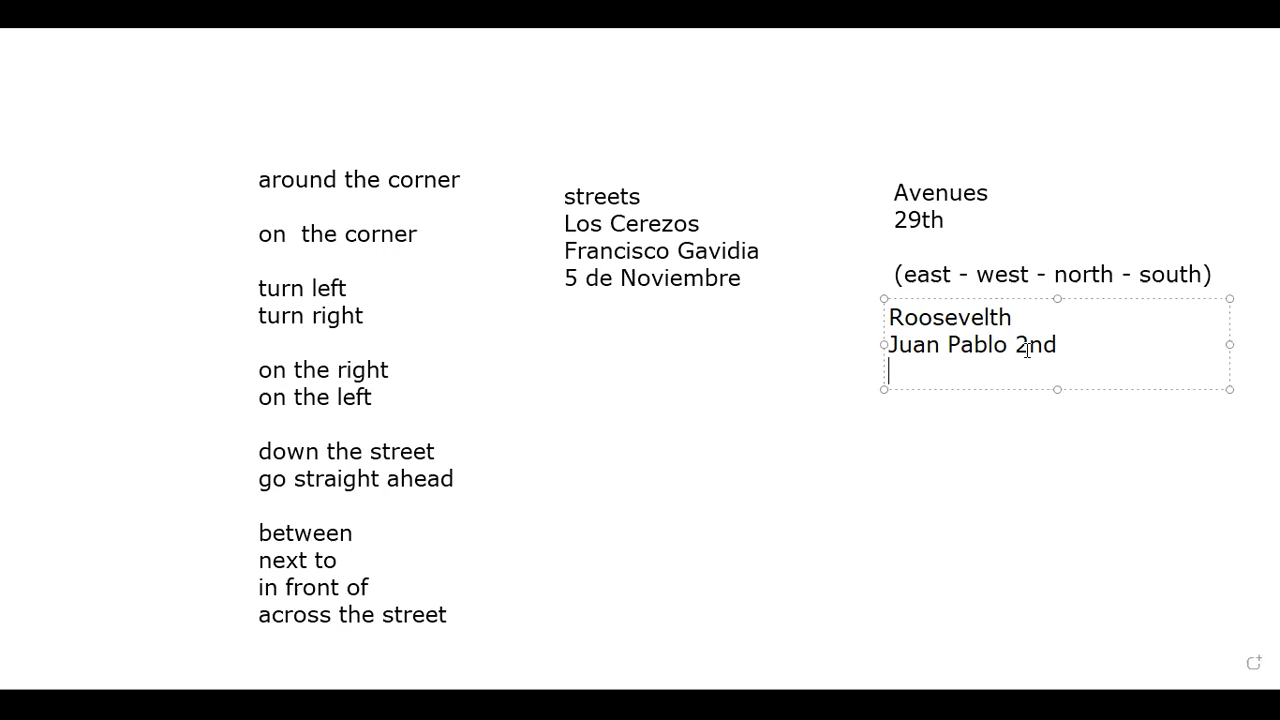 around the corner
on  the corner
turn left
turn right
on the right
on the left
down the street
go straight ahead
between
next to
in front of
across the street
streets
Los Cerezos
Francisco Gavidia
5 de Noviembre
Avenues
29th
(east - west - north - south)
Roosevelth
Juan Pablo 2nd